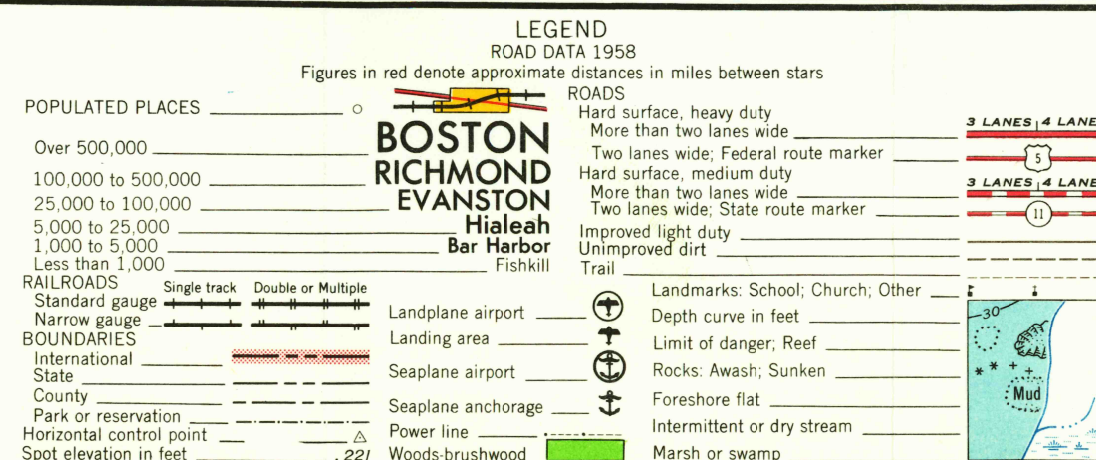 LEGEND
ROAD DATA 1958
Figures in red denote approximate distances in miles between stars
POPULATED PLACES
Over 500,000 BOSTON
100,000 to 500,000 RICHMOND
25,000 to 100,000 EVANSTON
5,000 to 25,000 Hialeah
1,000 to 5,000 Bar Harbor
Less than 1,000 Fishkill
RAILROADS Single track Double or Multiple
Standard gauge
Narrow gauge
BOUNDARIES
International
State
County
Park or reservation
Horizontal control point
Spot elevation in feet .221
Landplane airport
Landing area
Seaplane airport
Seaplane anchorage
Power line
Woods-brushwood
ROADS
Hard surface, heavy duty
More than two lanes wide 3 LANES 4 LANE
Two lanes wide; Federal route marker 5
Hard surface, medium duty
More than two lanes wide 3 LANES 4 LANE
Two lanes wide; State route marker 11
Improved light duty
Unimproved dirt
Trail
Landmarks: School; Church; Other
Depth curve in feet 30
Limit of danger; Reef
Rocks: Awash; Sunken
Foreshore flat Mud
Intermittent or dry stream
Marsh or swamp